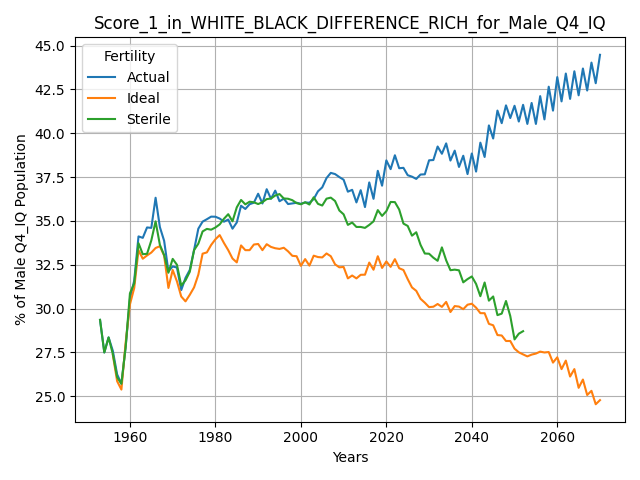 Score_1_in_WHITE_BLACK_DIFFERENCE_RICH_for_Male_Q4_IQ
Fertility
Actual
Ideal
Sterile
% of Male Q4_IQ Population
45.0
42.5
40.0
37.5
35.0
32.5
30.0
27.5
25.0
1960
1980
2000
2020
2040
2060
Years